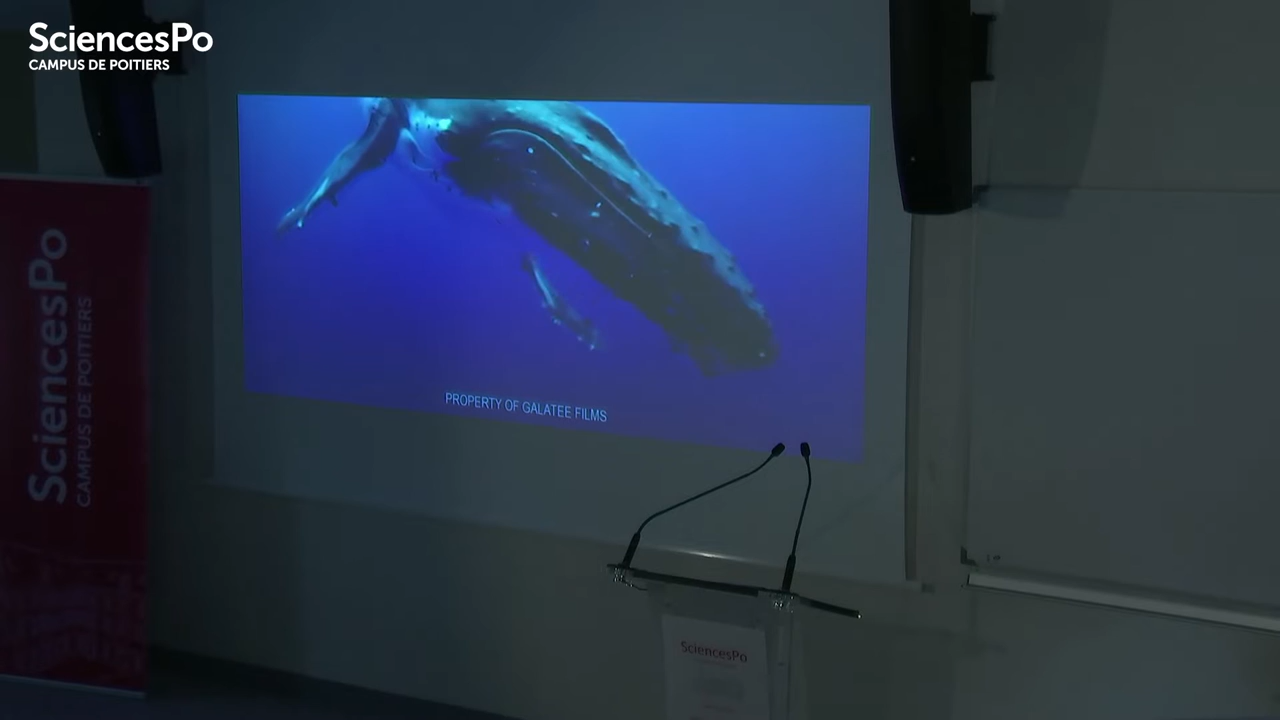 SciencesPo
CAMPUS DE POITIERS
SciencesPo
CAMPUS DE POITIERS
PROPERTY OF GALATEE FILMS
SciencesPo